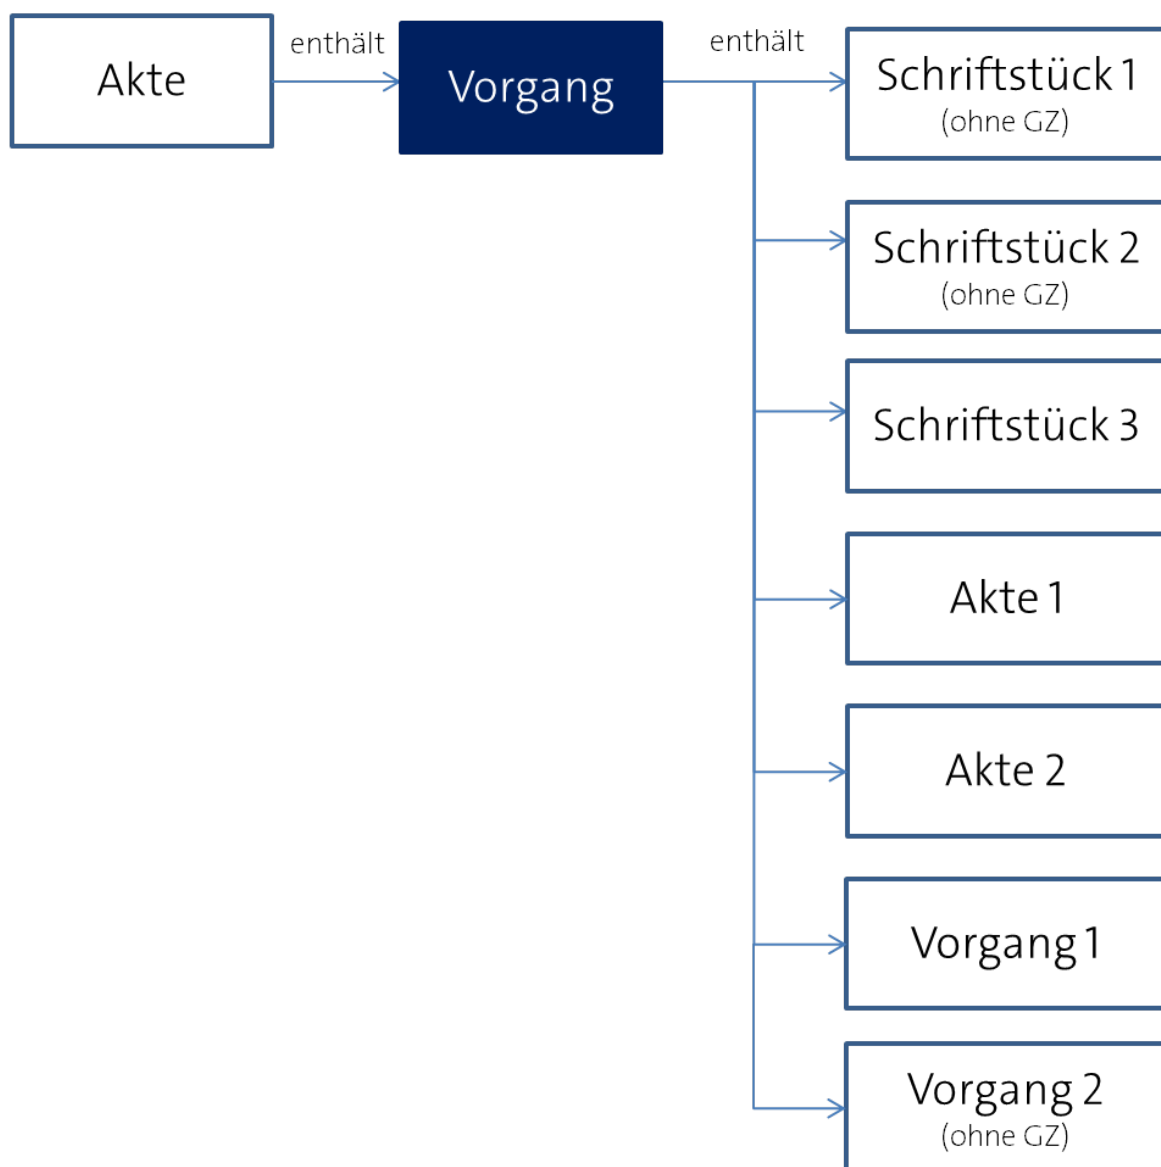 Akte
enthält
Vorgang
enthält
Schriftstück 1
(ohne GZ)
Schriftstück 2
(ohne GZ)
Schriftstück 3
Akte 1
Akte 2
Vorgang 1
Vorgang 2
(ohne GZ)